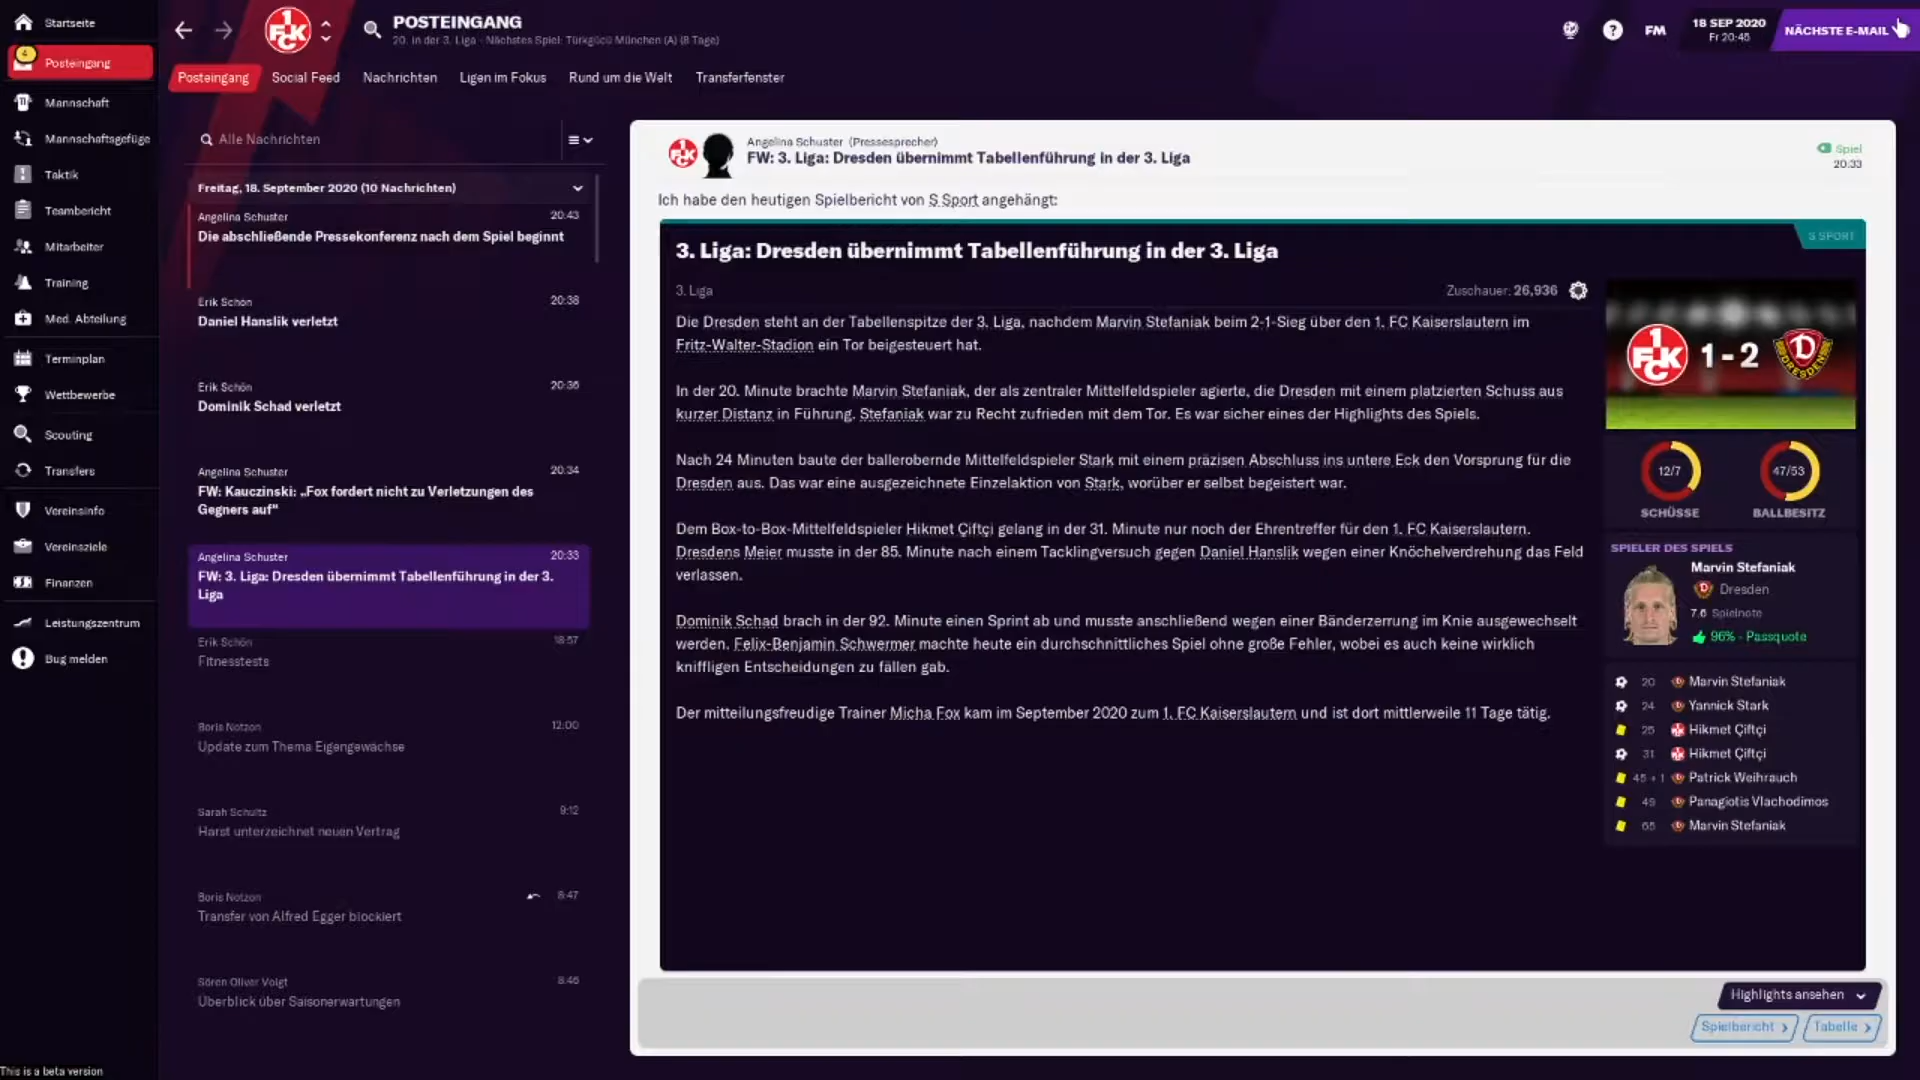 Startseite
4
Posteingang
Mannschaft
Mannschaftsgefüge
Taktik
Teambericht
Mitarbeiter
Training
Med. Abteilung
Terminplan
Wettbewerbe
Scouting
Transfers
Vereinsinfo
Vereinsziele
Finanzen
Leistungszentrum
Bug melden
This is a beta version
POSTEINGANG
20. in der 3. Liga - Nächstes Spiel: Türkgücü München (A) (8 Tage)
FM
18 SEP 2020
Fr 20:45
NÄCHSTE E-MAIL
Posteingang
Social Feed
Nachrichten
Ligen im Fokus
Rund um die Welt
Transferfenster
Alle Nachrichten
Freitag, 18. September 2020 (10 Nachrichten)
Angelina Schuster 20:43
Die abschließende Pressekonferenz nach dem Spiel beginnt
Erik Schön 20:38
Daniel Hanslik verletzt
Erik Schön 20:36
Dominik Schad verletzt
Angelina Schuster 20:34
FW: Kauczinski: „Fox fordert nicht zu Verletzungen des
Gegners auf"
Angelina Schuster 20:33
FW: 3. Liga: Dresden übernimmt Tabellenführung in der 3.
Liga
Erik Schön 18:57
Fitnesstests
Boris Notzon 12:00
Update zum Thema Eigengewächse
Sarah Schultz 9:12
Harst unterzeichnet neuen Vertrag
Boris Notzon 8:47
Transfer von Alfred Egger blockiert
Sören Oliver Voigt 8:46
Überblick über Saisonerwartungen
Angelina Schuster (Pressesprecher)
FW: 3. Liga: Dresden übernimmt Tabellenführung in der 3. Liga
Spiel
20:33
Ich habe den heutigen Spielbericht von S Sport angehängt:
S SPORT
3. Liga: Dresden übernimmt Tabellenführung in der 3. Liga
3. Liga
Zuschauer: 26,936
Die Dresden steht an der Tabellenspitze der 3. Liga, nachdem Marvin Stefaniak beim 2-1-Sieg über den 1. FC Kaiserslautern im
Fritz-Walter-Stadion ein Tor beigesteuert hat.
In der 20. Minute brachte Marvin Stefaniak, der als zentraler Mittelfeldspieler agierte, die Dresden mit einem platzierten Schuss aus
kurzer Distanz in Führung. Stefaniak war zu Recht zufrieden mit dem Tor. Es war sicher eines der Highlights des Spiels.
Nach 24 Minuten baute der ballerobernde Mittelfeldspieler Stark mit einem präzisen Abschluss ins untere Eck den Vorsprung für die
Dresden aus. Das war eine ausgezeichnete Einzelaktion von Stark, worüber er selbst begeistert war.
Dem Box-to-Box-Mittelfeldspieler Hikmet Çiftçi gelang in der 31. Minute nur noch der Ehrentreffer für den 1. FC Kaiserslautern.
Dresdens Meier musste in der 85. Minute nach einem Tacklingversuch gegen Daniel Hanslik wegen einer Knöchelverdrehung das Feld
verlassen.
Dominik Schad brach in der 92. Minute einen Sprint ab und musste anschließend wegen einer Bänderzerrung im Knie ausgewechselt
werden. Felix-Benjamin Schwermer machte heute ein durchschnittliches Spiel ohne große Fehler, wobei es auch keine wirklich
kniffligen Entscheidungen zu fällen gab.
Der mitteilungsfreudige Trainer Micha Fox kam im September 2020 zum 1. FC Kaiserslautern und ist dort mittlerweile 11 Tage tätig.
1 - 2
12/7
47/53
SCHÜSSE
BALLBESITZ
SPIELER DES SPIELS
Marvin Stefaniak
Dresden
7.6 Spielnote
96% - Passquote
20 Marvin Stefaniak
24 Yannick Stark
25 Hikmet Çiftçi
31 Hikmet Çiftçi
45 + 1 Patrick Weihrauch
49 Panagiotis Vlachodimos
65 Marvin Stefaniak
Highlights ansehen
Spielbericht
Tabelle